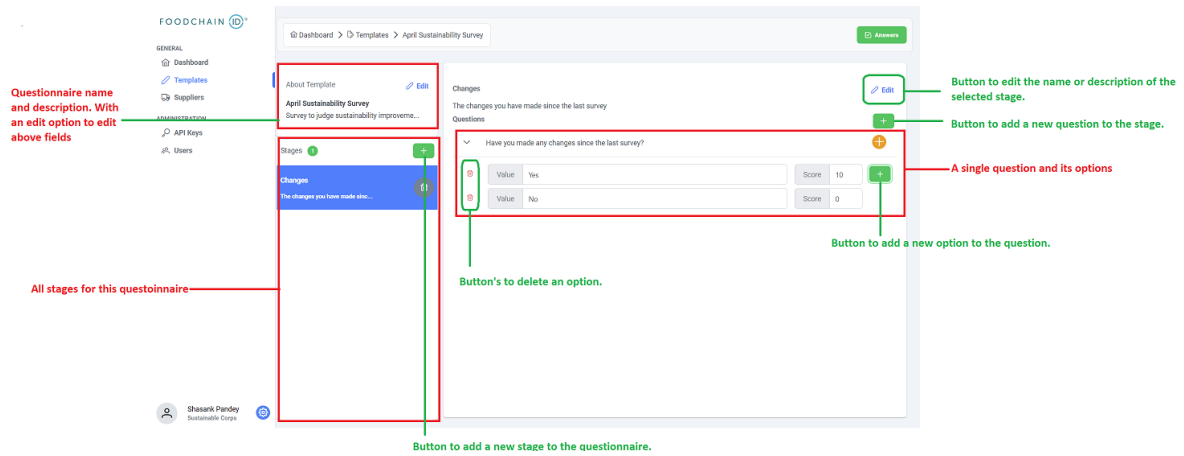 FOODCHAIN ID
GENERAL
Dashboard
Templates
Suppliers
ADMINISTRATION
API Keys
Users
Shasank Pandey
Sustainable Corps
Dashboard > Templates > April Sustainability Survey
Answers
About Template
Edit
April Sustainability Survey
Survey to judge sustainability improveme...
Stages 1
+
Changes
The changes you have made sinc...
Changes
Edit
The changes you have made since the last survey
Questions
+
Have you made any changes since the last survey?
Value Yes Score 10 +
Value No Score 0
Questionnaire name
and description. With
an edit option to edit
above fields
All stages for this questoinnaire
Button to edit the name or description of the
selected stage.
Button to add a new question to the stage.
A single question and its options
Button to add a new option to the question.
Button's to delete an option.
Button to add a new stage to the questionnaire.